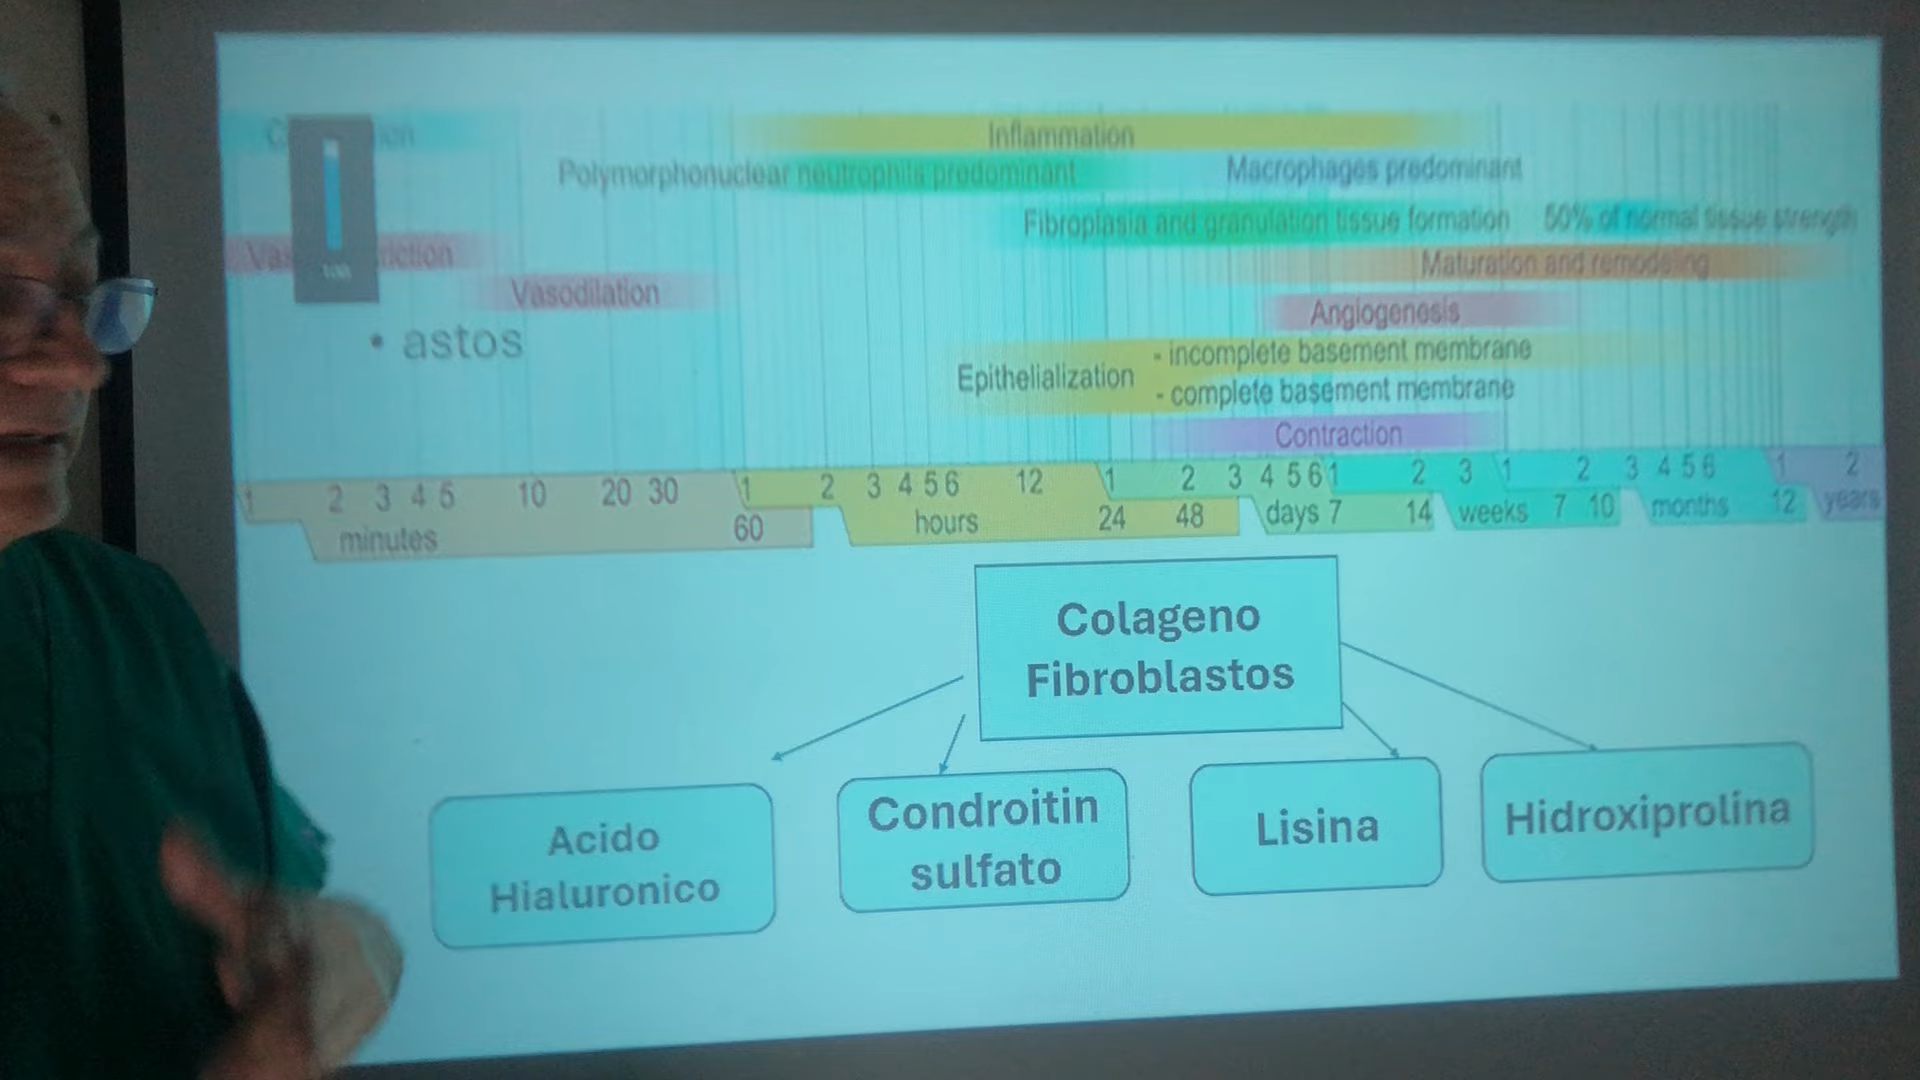 Inflammation
Polymorphonuclear neutrophils predominant
Macrophages predominant
Fibroplasia and granulation tissue formation
50% of normal tissue strength
Maturation and remodeling
Vasodilation
Angiogenesis
• astos
Epithelialization
- incomplete basement membrane
- complete basement membrane
Contraction
1 2 3 4 5 10 20 30 1 2 3 4 5 6 12 1 2 3 4 5 6 1 2 3 1 2 3 4 5 6 1 2
minutes 60 hours 24 48 days 7 14 weeks 7 10 months 12 years
Colageno
Fibroblastos
Acido
Hialuronico
Condroitin
sulfato
Lisina
Hidroxiprolína